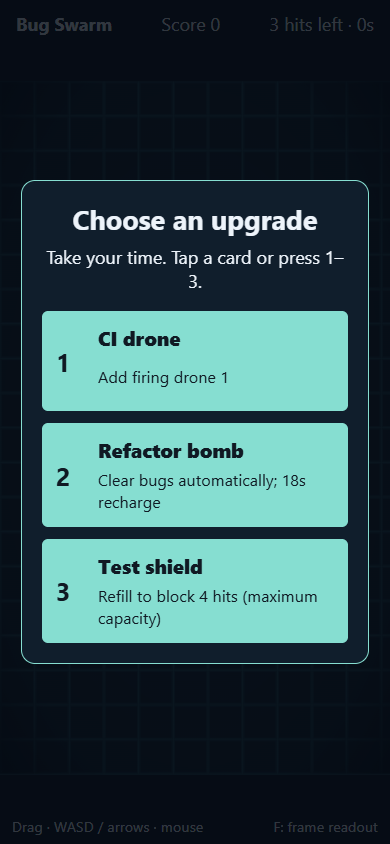 Bug Swarm Score 0 3 hits left · 0s
Choose an upgrade
Take your time. Tap a card or press 1–
3.
1
CI drone
Add firing drone 1
2
Refactor bomb
Clear bugs automatically; 18s
recharge
3
Test shield
Refill to block 4 hits (maximum
capacity)
Drag · WASD / arrows · mouse F: frame readout